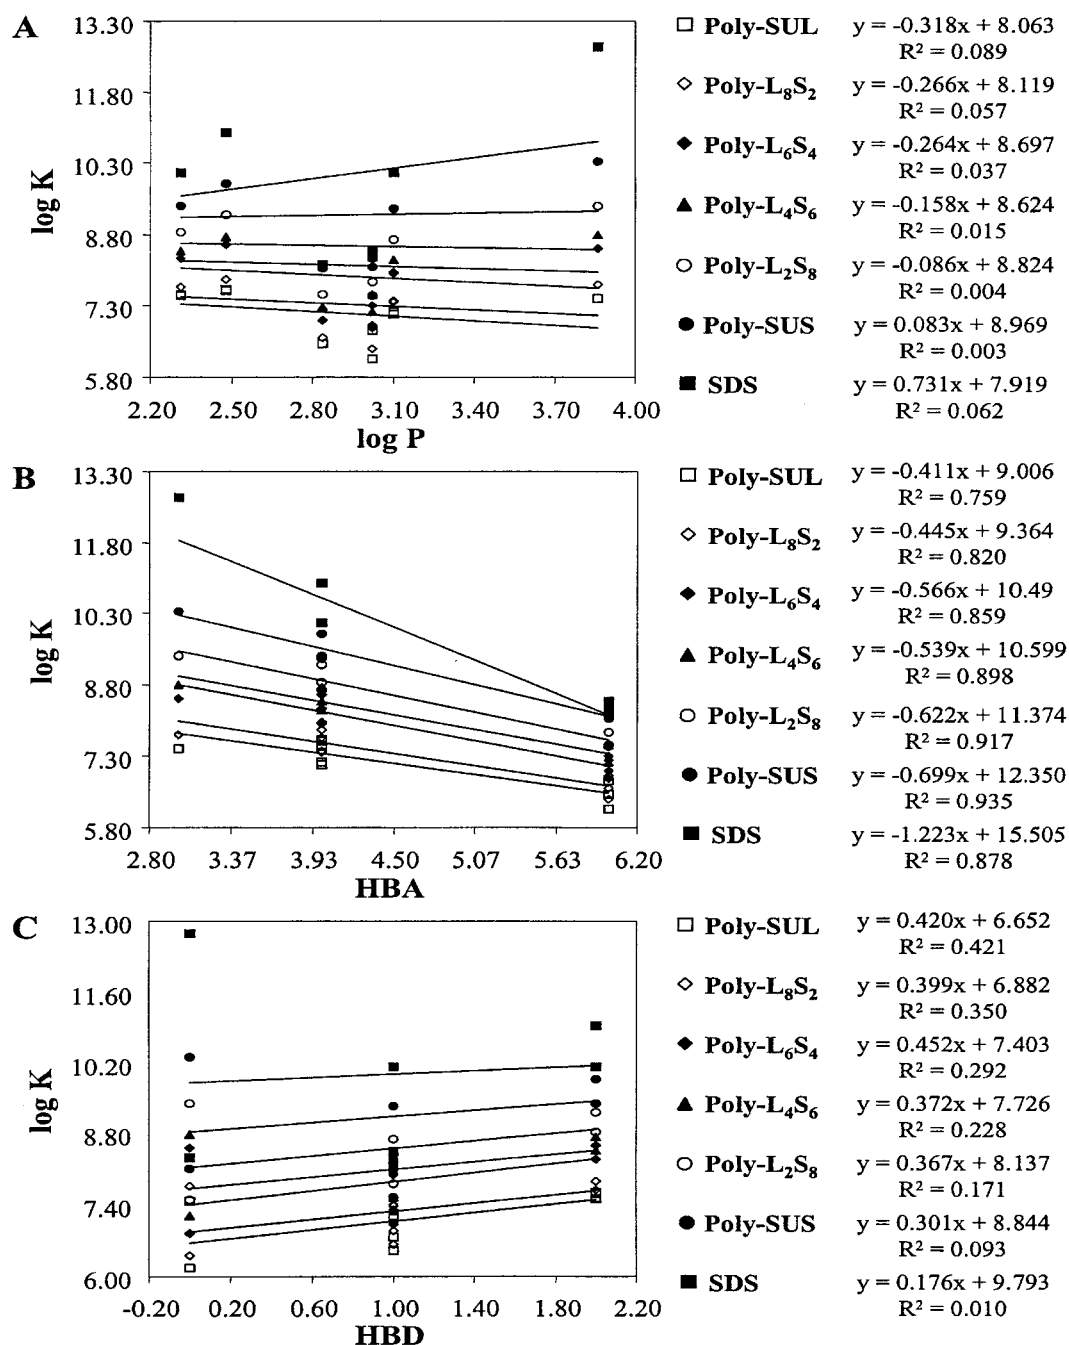 A
log K
13.30
11.80
10.30
8.80
7.30
5.80
2.20 2.50 2.80 3.10 3.40 3.70 4.00
log P
Poly-SUL y = -0.318x + 8.063
R² = 0.089
Poly-L₈S₂ y = -0.266x + 8.119
R² = 0.057
Poly-L₆S₄ y = -0.264x + 8.697
R² = 0.037
Poly-L₄S₆ y = -0.158x + 8.624
R² = 0.015
Poly-L₂S₈ y = -0.086x + 8.824
R² = 0.004
Poly-SUS y = 0.083x + 8.969
R² = 0.003
SDS y = 0.731x + 7.919
R² = 0.062
B
log K
13.30
11.80
10.30
8.80
7.30
5.80
2.80 3.37 3.93 4.50 5.07 5.63 6.20
HBA
Poly-SUL y = -0.411x + 9.006
R² = 0.759
Poly-L₈S₂ y = -0.445x + 9.364
R² = 0.820
Poly-L₆S₄ y = -0.566x + 10.49
R² = 0.859
Poly-L₄S₆ y = -0.539x + 10.599
R² = 0.898
Poly-L₂S₈ y = -0.622x + 11.374
R² = 0.917
Poly-SUS y = -0.699x + 12.350
R² = 0.935
SDS y = -1.223x + 15.505
R² = 0.878
C
log K
13.00
11.60
10.20
8.80
7.40
6.00
-0.20 0.20 0.60 1.00 1.40 1.80 2.20
HBD
Poly-SUL y = 0.420x + 6.652
R² = 0.421
Poly-L₈S₂ y = 0.399x + 6.882
R² = 0.350
Poly-L₆S₄ y = 0.452x + 7.403
R² = 0.292
Poly-L₄S₆ y = 0.372x + 7.726
R² = 0.228
Poly-L₂S₈ y = 0.367x + 8.137
R² = 0.171
Poly-SUS y = 0.301x + 8.844
R² = 0.093
SDS y = 0.176x + 9.793
R² = 0.010